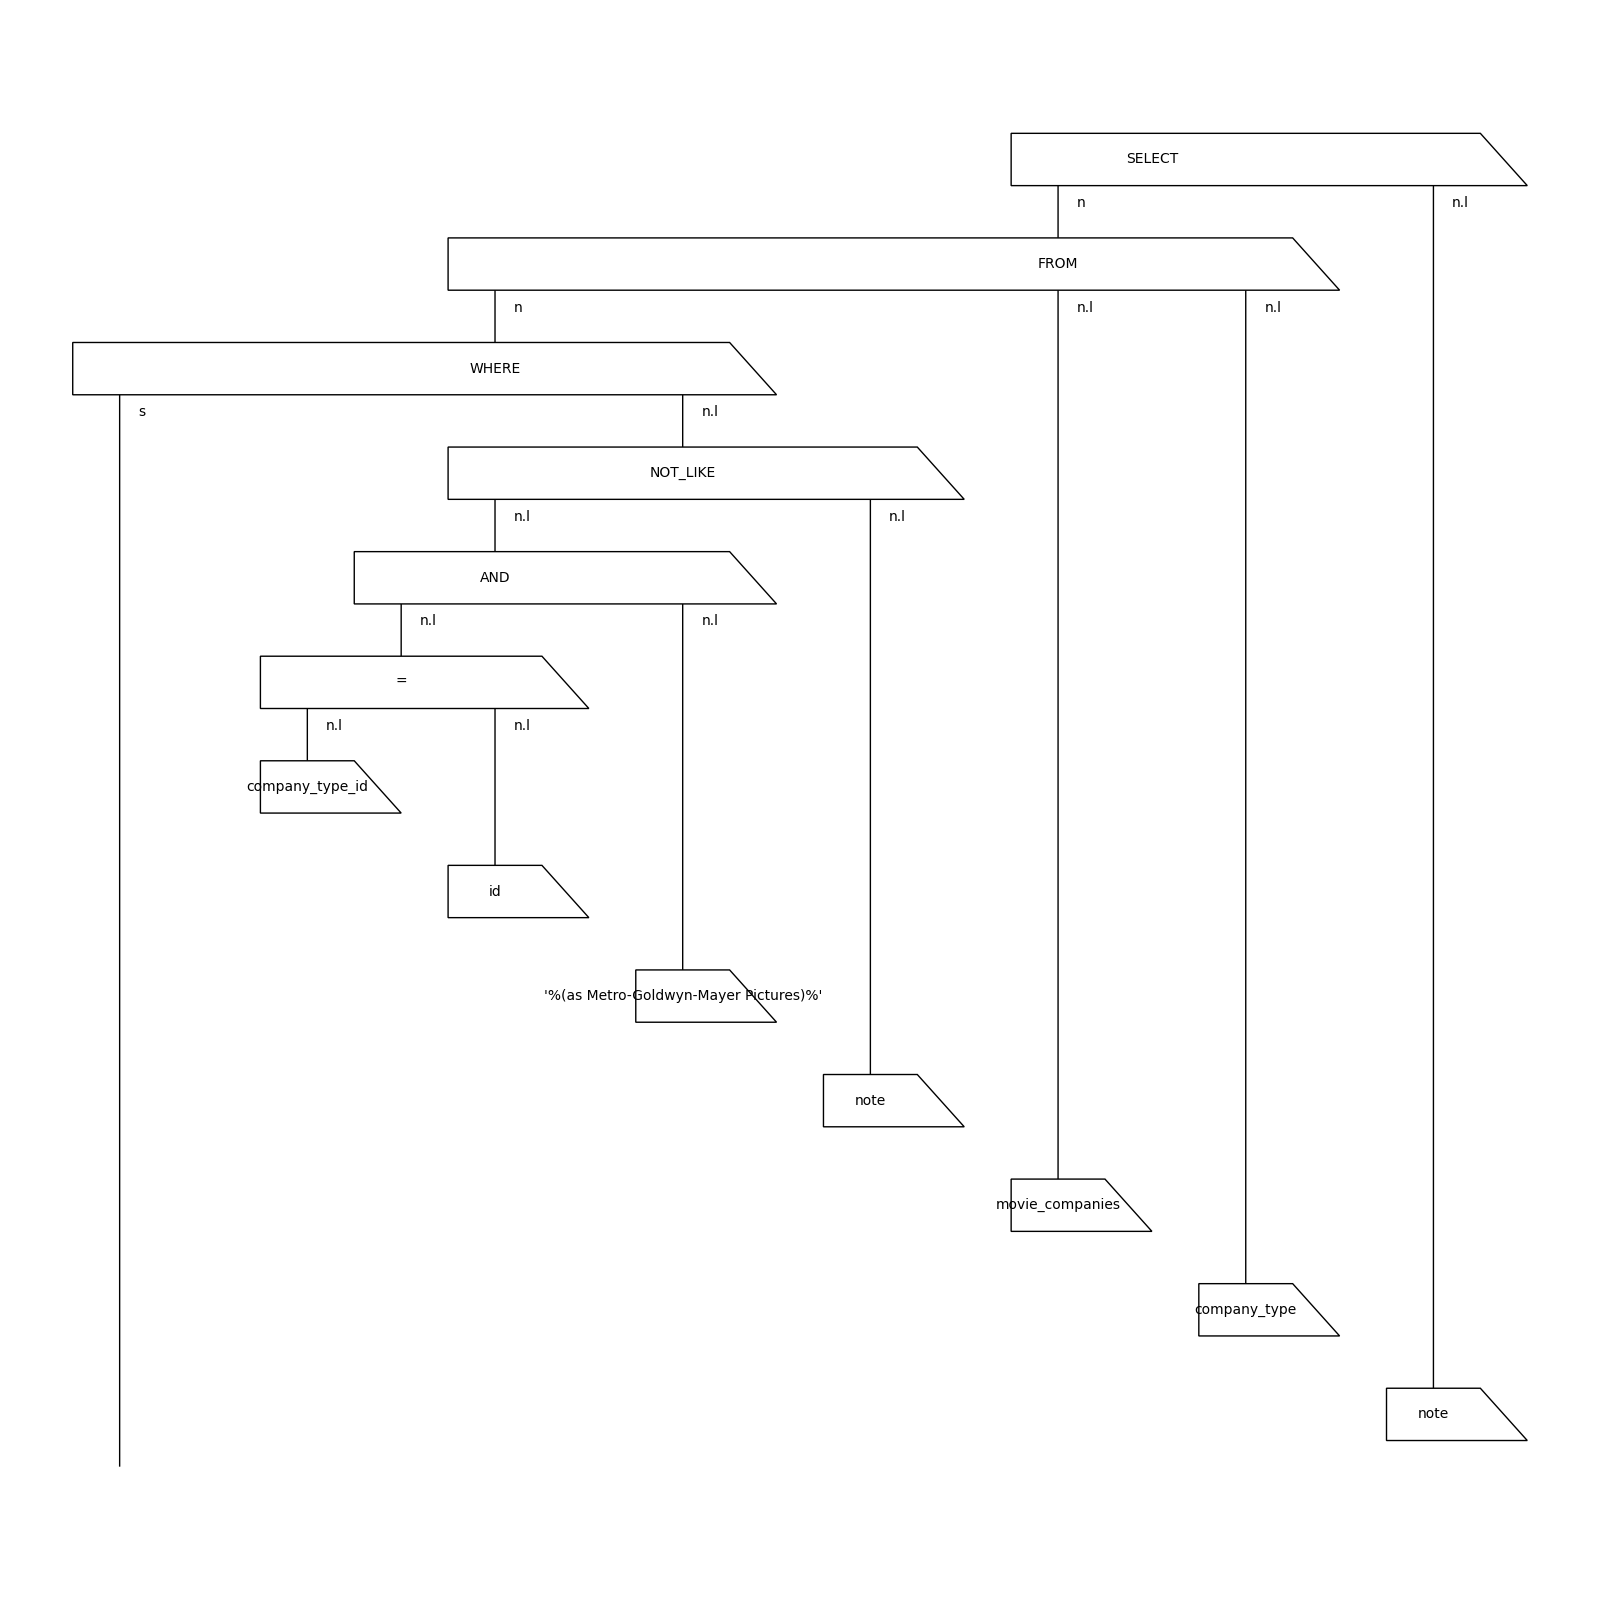 SELECT
n n.l
FROM
n n.l n.l
WHERE
s n.l
NOT_LIKE
n.l n.l
AND
n.l n.l
=
n.l n.l
company_type_id
id
'%(as Metro-Goldwyn-Mayer Pictures)%'
note
movie_companies
company_type
note